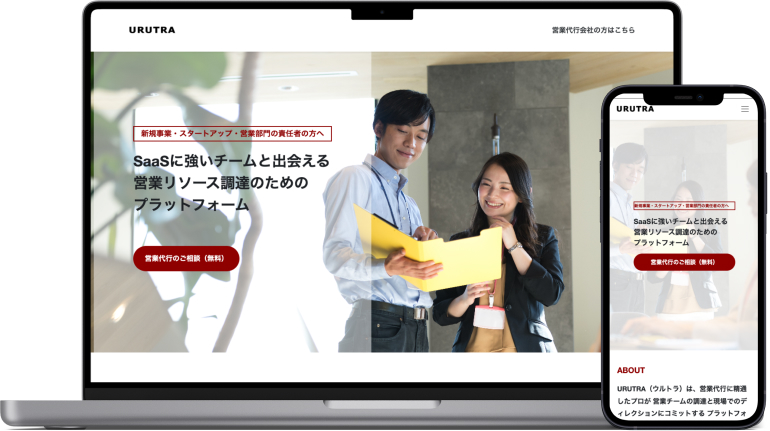 URUTRA
営業代行会社の方はこちら
新規事業・スタートアップ・営業部門の責任者の方へ
SaaSに強いチームと出会える
営業リソース調達のための
プラットフォーム
営業代行のご相談（無料）
URUTRA
新規事業・スタートアップ・営業部門の責任者の方へ
SaaSに強いチームと出会える
営業リソース調達のための
プラットフォーム
営業代行のご相談（無料）
ABOUT
URUTRA（ウルトラ）は、営業代行に精通
したプロが 営業チームの調達と現場でのデ
ィレクションにコミットする プラットフォ